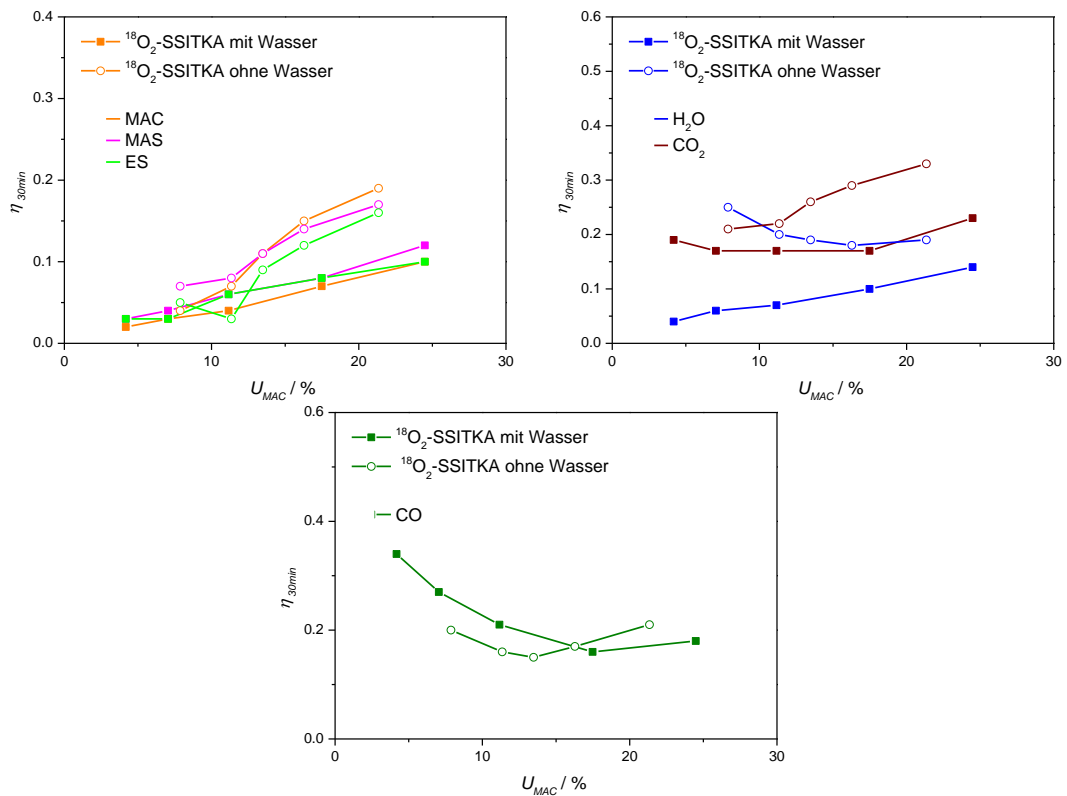 0.4
0.3
0.2
0.1
0.0
η30min
¹⁸O₂-SSITKA mit Wasser
¹⁸O₂-SSITKA ohne Wasser
MAC
MAS
ES
0 10 20 30
U_MAC / %
0.6
0.5
0.4
0.3
0.2
0.1
0.0
η30min
¹⁸O₂-SSITKA mit Wasser
¹⁸O₂-SSITKA ohne Wasser
H₂O
CO₂
0 10 20 30
U_MAC / %
0.6
0.4
0.2
0.0
η30min
¹⁸O₂-SSITKA mit Wasser
¹⁸O₂-SSITKA ohne Wasser
CO
0 10 20 30
U_MAC / %